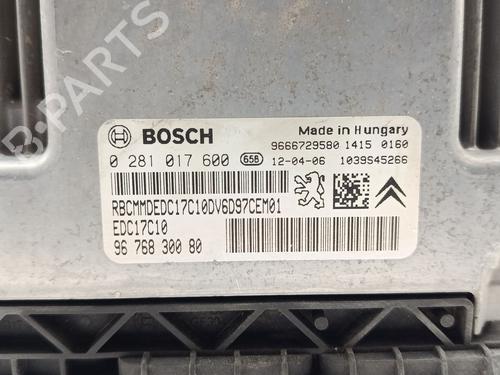 B-Parts
BOSCH
Made in Hungary
9666729580 1415 0160
0 281 017 600 658 12-04-06 1039S45266
RBCMMDEDC17C10DV6D97CEM01
EDC17C10
96 768 300 80